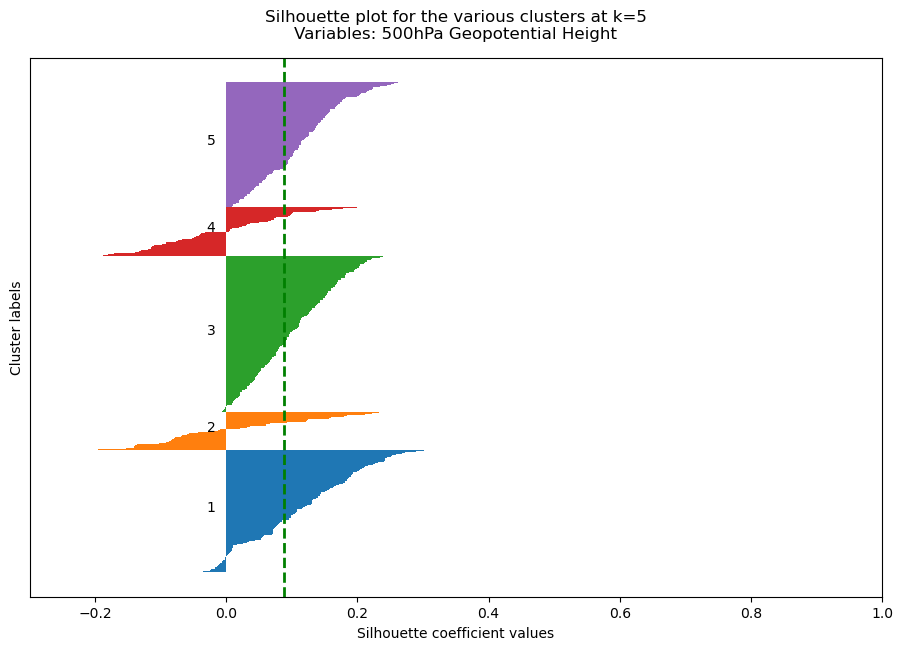 Silhouette plot for the various clusters at k=5
Variables: 500hPa Geopotential Height
Cluster labels
5
4
3
2
1
−0.2 0.0 0.2 0.4 0.6 0.8 1.0
Silhouette coefficient values